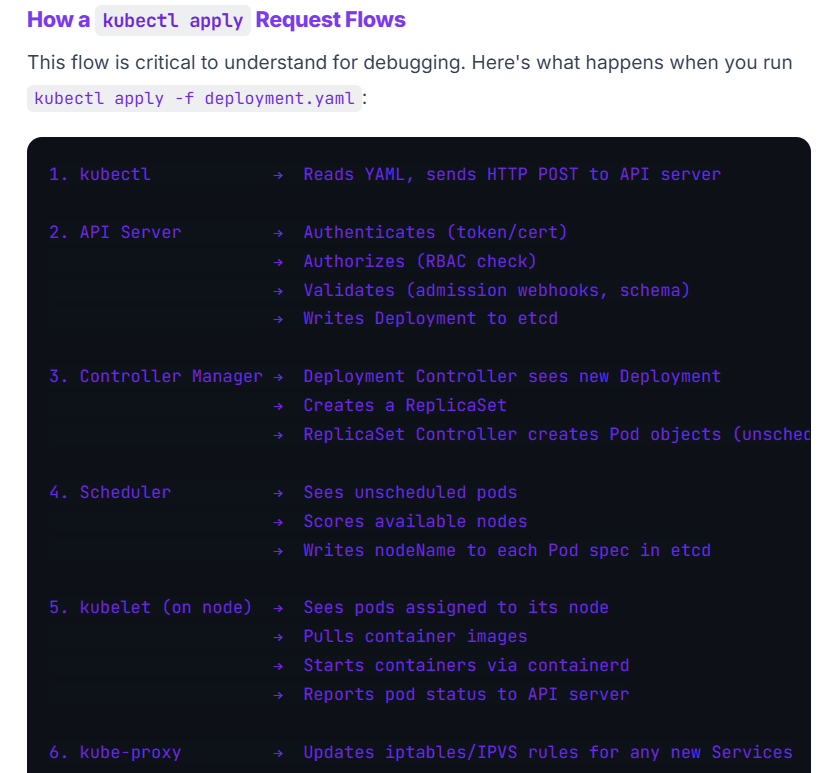 How a kubectl apply Request Flows
This flow is critical to understand for debugging. Here's what happens when you run
kubectl apply -f deployment.yaml:
1. kubectl → Reads YAML, sends HTTP POST to API server
2. API Server → Authenticates (token/cert)
→ Authorizes (RBAC check)
→ Validates (admission webhooks, schema)
→ Writes Deployment to etcd
3. Controller Manager → Deployment Controller sees new Deployment
→ Creates a ReplicaSet
→ ReplicaSet Controller creates Pod objects (unsched
4. Scheduler → Sees unscheduled pods
→ Scores available nodes
→ Writes nodeName to each Pod spec in etcd
5. kubelet (on node) → Sees pods assigned to its node
→ Pulls container images
→ Starts containers via containerd
→ Reports pod status to API server
6. kube-proxy → Updates iptables/IPVS rules for any new Services